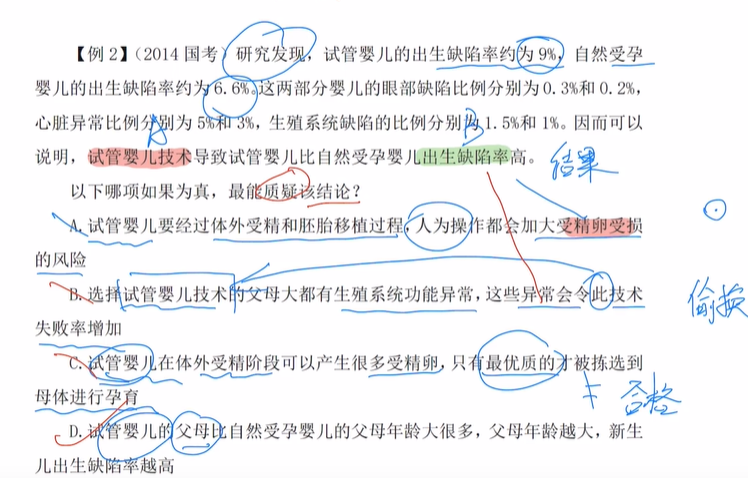 【例2】（2014国考）研究发现，试管婴儿的出生缺陷率约为9%，自然受孕
婴儿的出生缺陷率约为6.6%。这两部分婴儿的眼部缺陷比例分别为0.3%和0.2%，
心脏异常比例分别为5%和3%，生殖系统缺陷的比例分别为1.5%和1%。因而可以
A
B
说明，试管婴儿技术导致试管婴儿比自然受孕婴儿出生缺陷率高。
结果
以下哪项如果为真，最能质疑该结论？
A.试管婴儿要经过体外受精和胚胎移植过程，人为操作都会加大受精卵受损
的风险
B.选择试管婴儿技术的父母大都有生殖系统功能异常，这些异常会令此技术
偷换
失败率增加
C.试管婴儿在体外受精阶段可以产生很多受精卵，只有最优质的才被拣选到
母体进行孕育
≠合格
D.试管婴儿的父母比自然受孕婴儿的父母年龄大很多，父母年龄越大，新生
儿出生缺陷率越高